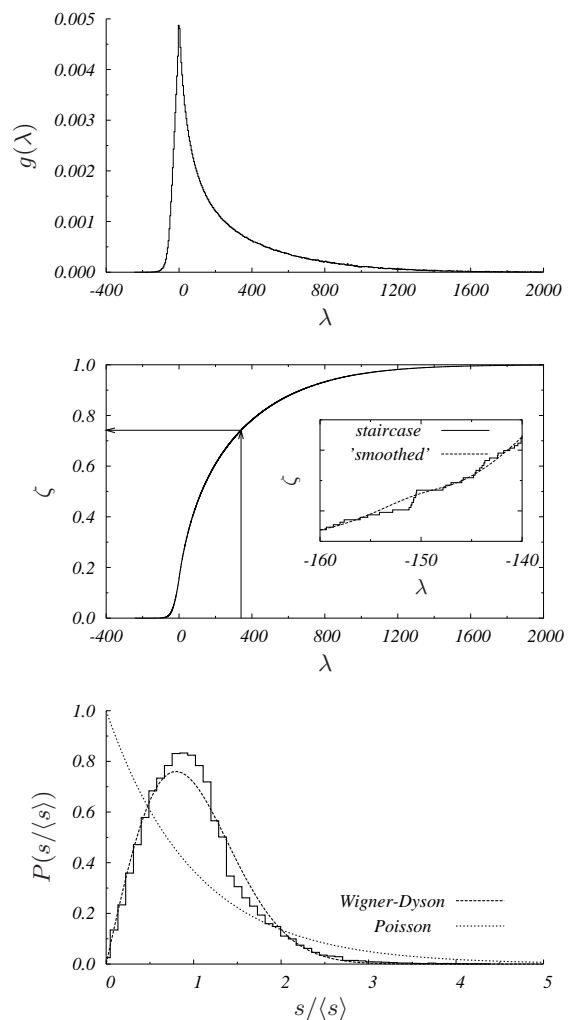 0.005
0.004
0.003
0.002
0.001
0.000
g(λ)
-400 0 400 800 1200 1600 2000
λ
1.0
0.8
0.6
0.4
0.2
0.0
ζ
staircase
'smoothed'
ζ
-160 -150 -140
λ
-400 0 400 800 1200 1600 2000
λ
1.0
0.8
0.6
0.4
0.2
0.0
P(s/⟨s⟩)
Wigner-Dyson
Poisson
0 1 2 3 4 5
s/⟨s⟩